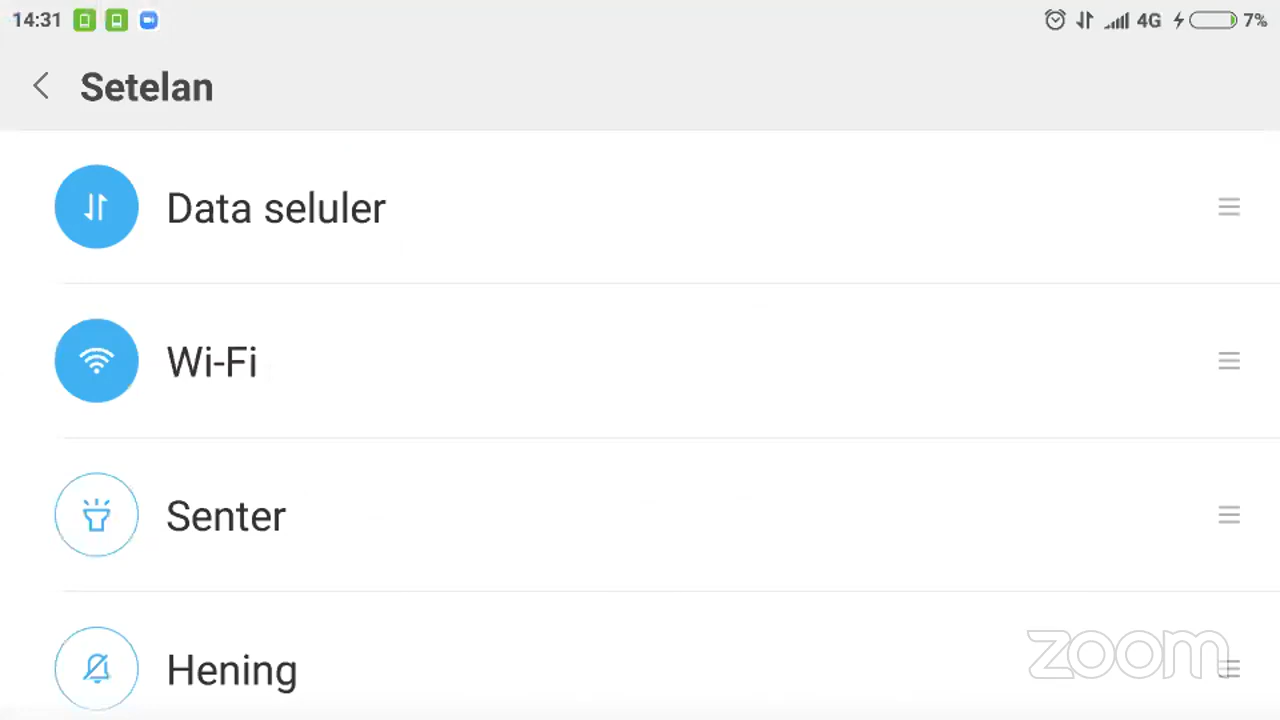 14:31 4G 7%
Setelan
Data seluler
Wi-Fi
Senter
Hening
zoom